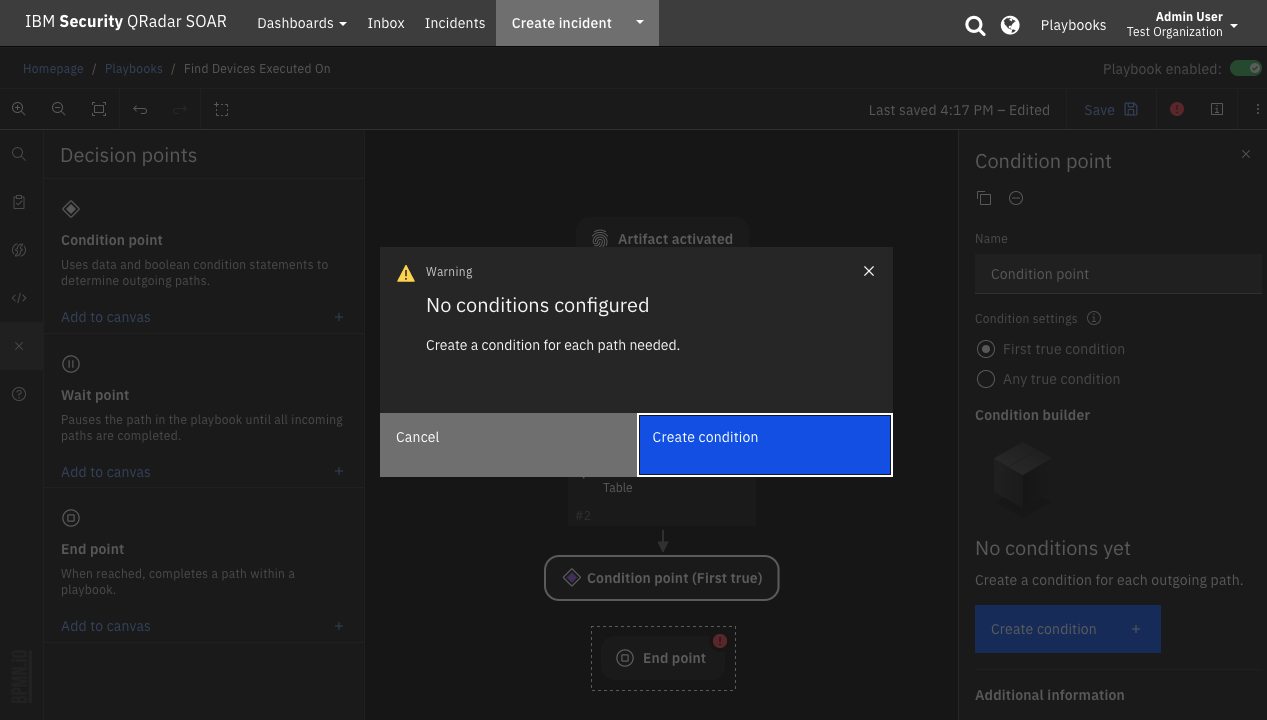 IBM Security QRadar SOAR
Dashboards
Inbox
Incidents
Create incident
Playbooks
Admin User
Test Organization
Homepage / Playbooks / Find Devices Executed On
Playbook enabled:
Last saved 4:17 PM – Edited
Save
Decision points
Condition point
Uses data and boolean condition statements to
determine outgoing paths.
Add to canvas +
Wait point
Pauses the path in the playbook until all incoming
paths are completed.
Add to canvas +
End point
When reached, completes a path within a
playbook.
Add to canvas +
BPMN.IO
Artifact activated
Warning
No conditions configured
Create a condition for each path needed.
Cancel
Create condition
Table
#2
Condition point (First true)
End point
Condition point
Name
Condition point
Condition settings
First true condition
Any true condition
Condition builder
No conditions yet
Create a condition for each outgoing path.
Create condition +
Additional information